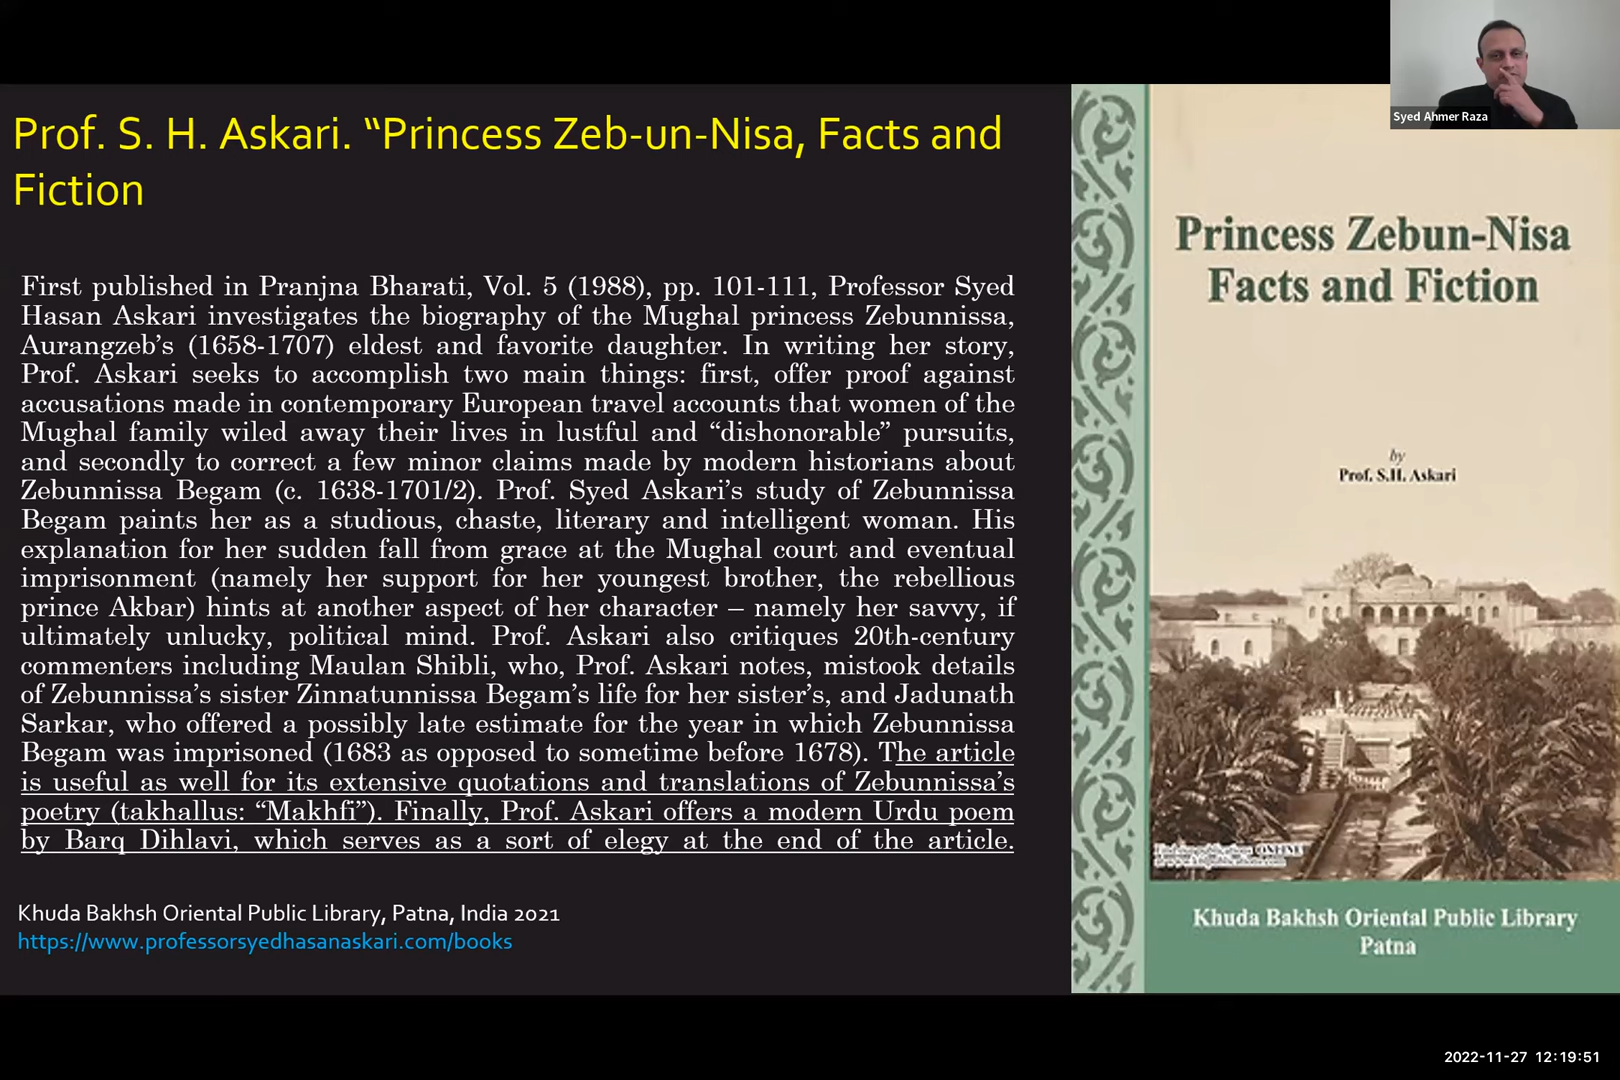 Syed Ahmer Raza
Prof. S. H. Askari. “Princess Zeb-un-Nisa, Facts and
Fiction
First published in Pranjna Bharati, Vol. 5 (1988), pp. 101-111, Professor Syed
Hasan Askari investigates the biography of the Mughal princess Zebunnissa,
Aurangzeb’s (1658-1707) eldest and favorite daughter. In writing her story,
Prof. Askari seeks to accomplish two main things: first, offer proof against
accusations made in contemporary European travel accounts that women of the
Mughal family wiled away their lives in lustful and “dishonorable” pursuits,
and secondly to correct a few minor claims made by modern historians about
Zebunnissa Begam (c. 1638-1701/2). Prof. Syed Askari’s study of Zebunnissa
Begam paints her as a studious, chaste, literary and intelligent woman. His
explanation for her sudden fall from grace at the Mughal court and eventual
imprisonment (namely her support for her youngest brother, the rebellious
prince Akbar) hints at another aspect of her character – namely her savvy, if
ultimately unlucky, political mind. Prof. Askari also critiques 20th-century
commenters including Maulan Shibli, who, Prof. Askari notes, mistook details
of Zebunnissa’s sister Zinnatunnissa Begam’s life for her sister’s, and Jadunath
Sarkar, who offered a possibly late estimate for the year in which Zebunnissa
Begam was imprisoned (1683 as opposed to sometime before 1678). The article
is useful as well for its extensive quotations and translations of Zebunnissa’s
poetry (takhallus: “Makhfi”). Finally, Prof. Askari offers a modern Urdu poem
by Barq Dihlavi, which serves as a sort of elegy at the end of the article.
Khuda Bakhsh Oriental Public Library, Patna, India 2021
https://www.professorsyedhasanaskari.com/books
Princess Zebun-Nisa
Facts and Fiction
by
Prof. S.H. Askari
ONLINE
Khuda Bakhsh Oriental Public Library
Patna
2022-11-27 12:19:51